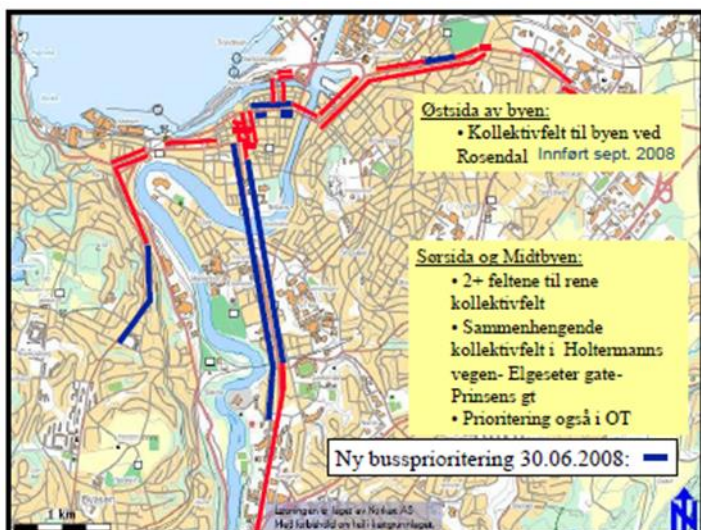 Østsida av byen:
• Kollektivfelt til byen ved
Rosendal Innført sept. 2008
Sørsida og Midtbyen:
• 2+ feltene til rene
kollektivfelt
• Sammenhengende
kollektivfelt i Holtermanns
vegen- Elgeseter gate-
Prinsens gt
• Prioritering også i OT
Ny bussprioritering 30.06.2008:
1 km
N